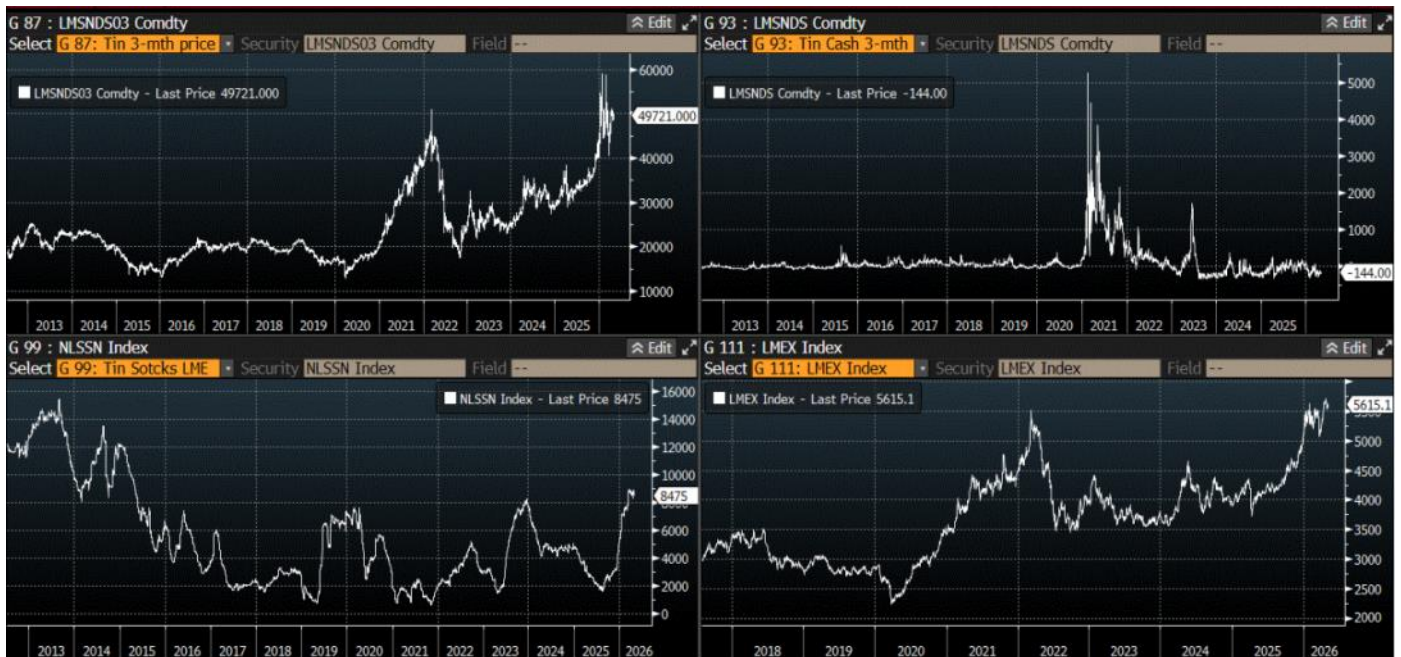 G 87 : LMSNDS03 Comdty
Edit
Select G 87: Tin 3-mth price Security LMSNDS03 Comdty Field --
LMSNDS03 Comdty - Last Price 49721.000
60000
49721.000
40000
30000
20000
10000
2013 2014 2015 2016 2017 2018 2019 2020 2021 2022 2023 2024 2025
G 93 : LMSNDS Comdty
Edit
Select G 93: Tin Cash 3-mth Security LMSNDS Comdty Field --
LMSNDS Comdty - Last Price -144.00
5000
4000
3000
2000
1000
-144.00
2013 2014 2015 2016 2017 2018 2019 2020 2021 2022 2023 2024 2025
G 99 : NLSSN Index
Edit
Select G 99: Tin Sotcks LME Security NLSSN Index Field --
NLSSN Index - Last Price 8475
16000
14000
12000
10000
8475
6000
4000
2000
0
2013 2014 2015 2016 2017 2018 2019 2020 2021 2022 2023 2024 2025 2026
G 111 : LMEX Index
Edit
Select G 111: LMEX Index Security LMEX Index Field --
LMEX Index - Last Price 5615.1
5615.1
5000
4500
4000
3500
3000
2500
2000
2018 2019 2020 2021 2022 2023 2024 2025 2026